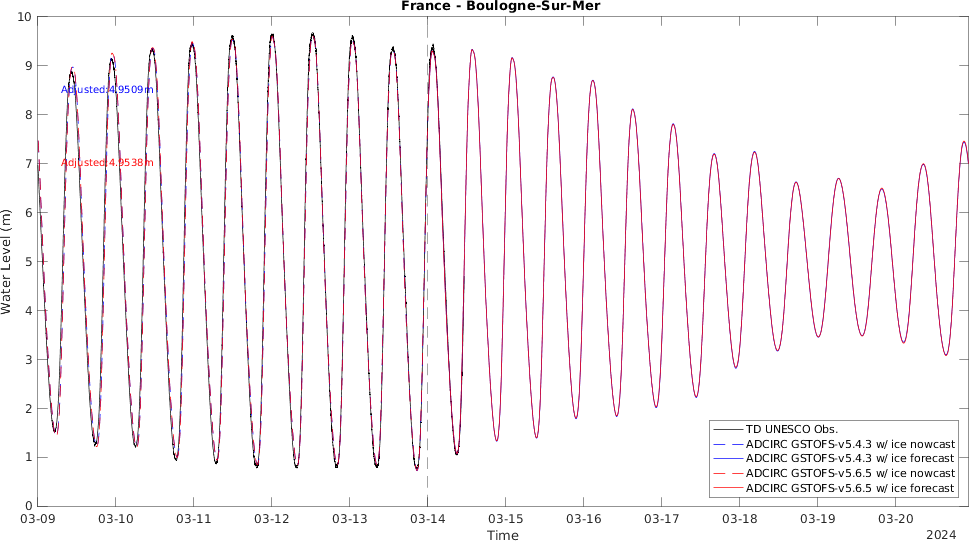 France - Boulogne-Sur-Mer
10
9
8
7
6
5
4
3
2
1
0
Water Level (m)
Adjusted:4.9509m
Adjusted:4.9538m
TD UNESCO Obs.
ADCIRC GSTOFS-v5.4.3 w/ ice nowcast
ADCIRC GSTOFS-v5.4.3 w/ ice forecast
ADCIRC GSTOFS-v5.6.5 w/ ice nowcast
ADCIRC GSTOFS-v5.6.5 w/ ice forecast
03-09 03-10 03-11 03-12 03-13 03-14 03-15 03-16 03-17 03-18 03-19 03-20
Time
2024